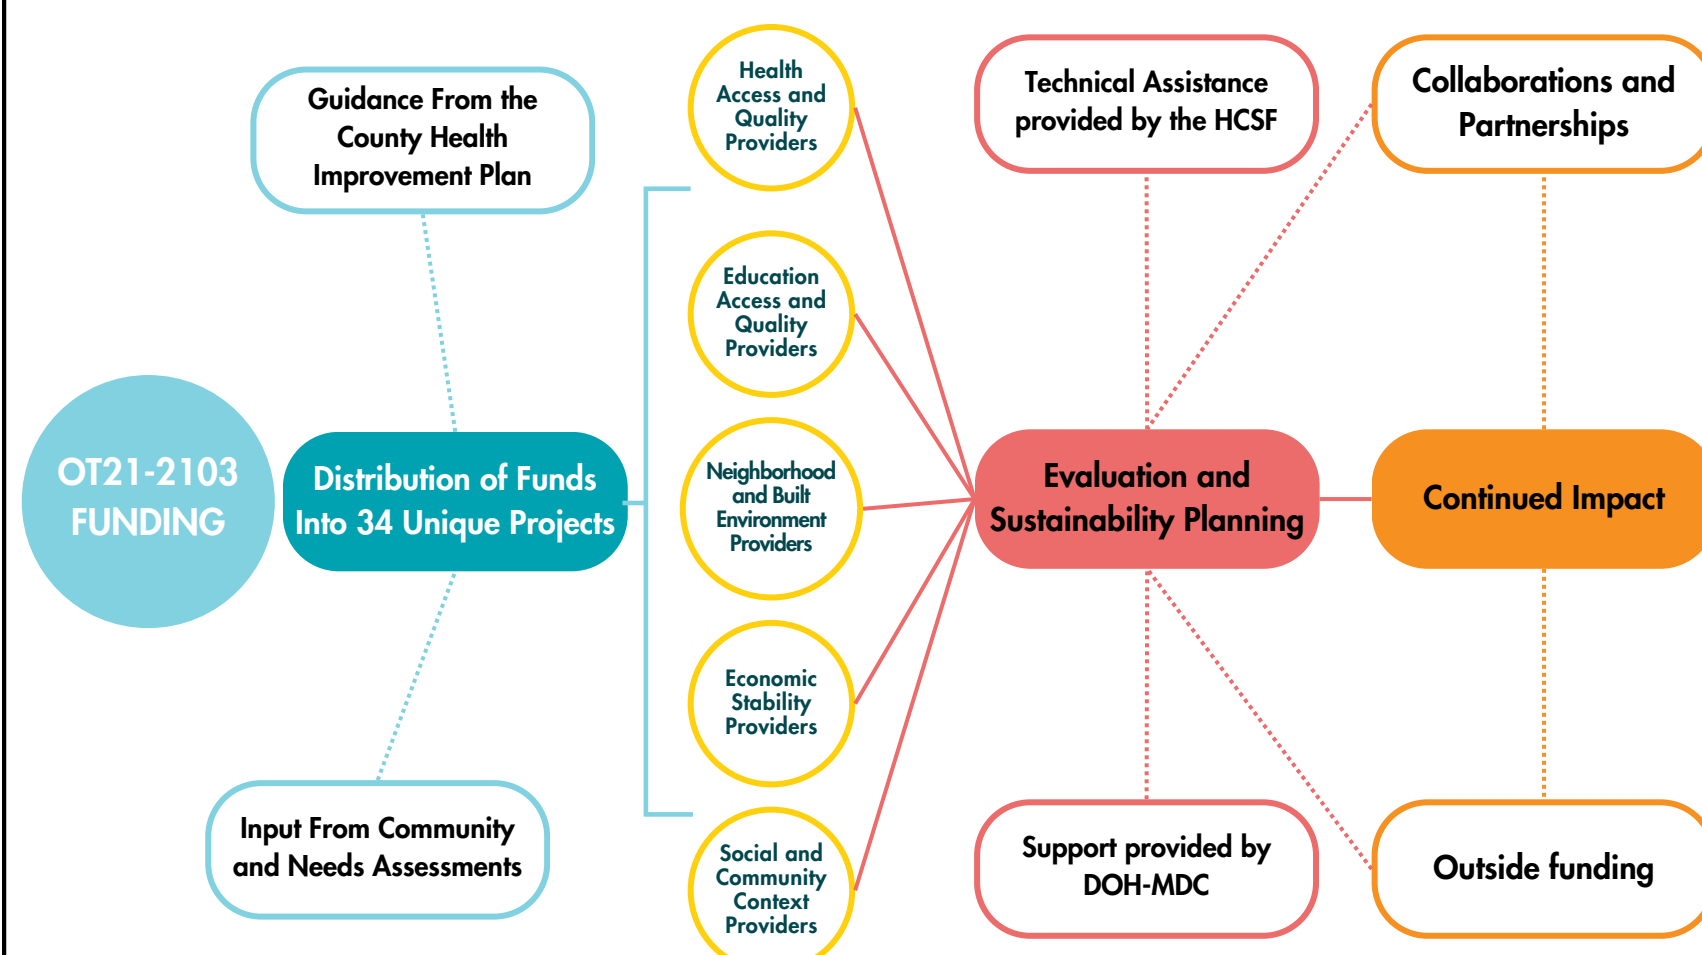 Guidance From the
County Health
Improvement Plan
OT21-2103
FUNDING
Distribution of Funds
Into 34 Unique Projects
Input From Community
and Needs Assessments
Health
Access and
Quality
Providers
Education
Access and
Quality
Providers
Neighborhood
and Built
Environment
Providers
Economic
Stability
Providers
Social and
Community
Context
Providers
Technical Assistance
provided by the HCSF
Evaluation and
Sustainability Planning
Support provided by
DOH-MDC
Collaborations and
Partnerships
Continued Impact
Outside funding